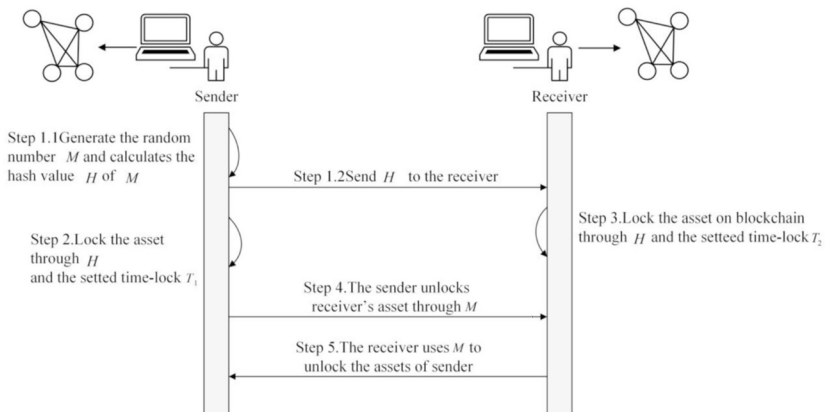 Sender
Receiver
Step 1.1Generate the random
number M and calculates the
hash value H of M
Step 1.2Send H to the receiver
Step 2.Lock the asset
through H
and the setted time-lock T₁
Step 3.Lock the asset on blockchain
through H and the setteed time-lock T₂
Step 4.The sender unlocks
receiver's asset through M
Step 5.The receiver uses M to
unlock the assets of sender